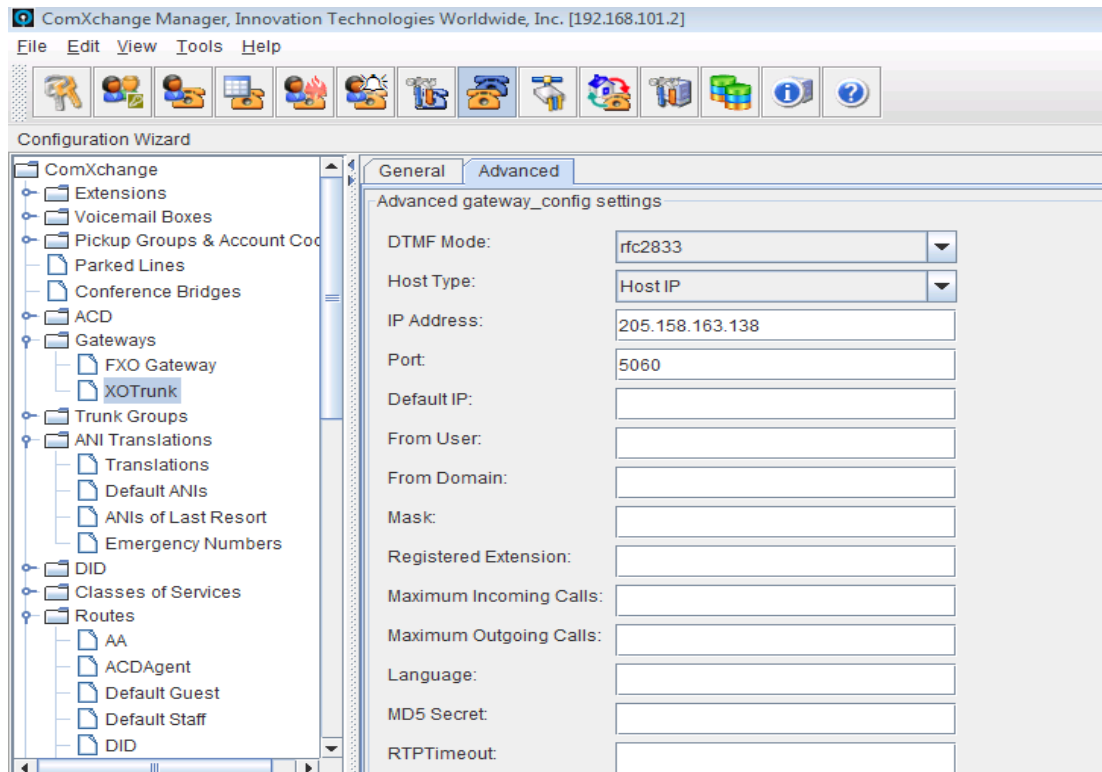 ComXchange Manager, Innovation Technologies Worldwide, Inc. [192.168.101.2]
File Edit View Tools Help
Configuration Wizard
ComXchange
Extensions
Voicemail Boxes
Pickup Groups & Account Coc
Parked Lines
Conference Bridges
ACD
Gateways
FXO Gateway
XOTrunk
Trunk Groups
ANI Translations
Translations
Default ANIs
ANIs of Last Resort
Emergency Numbers
DID
Classes of Services
Routes
AA
ACDAgent
Default Guest
Default Staff
DID
General Advanced
Advanced gateway_config settings
DTMF Mode: rfc2833
Host Type: Host IP
IP Address: 205.158.163.138
Port: 5060
Default IP:
From User:
From Domain:
Mask:
Registered Extension:
Maximum Incoming Calls:
Maximum Outgoing Calls:
Language:
MD5 Secret:
RTPTimeout: